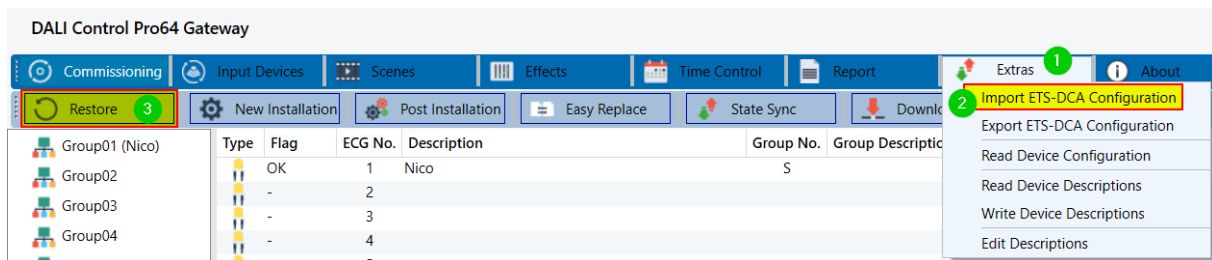 DALI Control Pro64 Gateway
Commissioning Input Devices Scenes Effects Time Control Report Extras 1 About
Restore 3 New Installation Post Installation Easy Replace State Sync Downlo
2 Import ETS-DCA Configuration
Export ETS-DCA Configuration
Read Device Configuration
Read Device Descriptions
Write Device Descriptions
Edit Descriptions
Group01 (Nico)
Group02
Group03
Group04
Type Flag ECG No. Description Group No. Group Descriptio
OK 1 Nico S
- 2
- 3
- 4